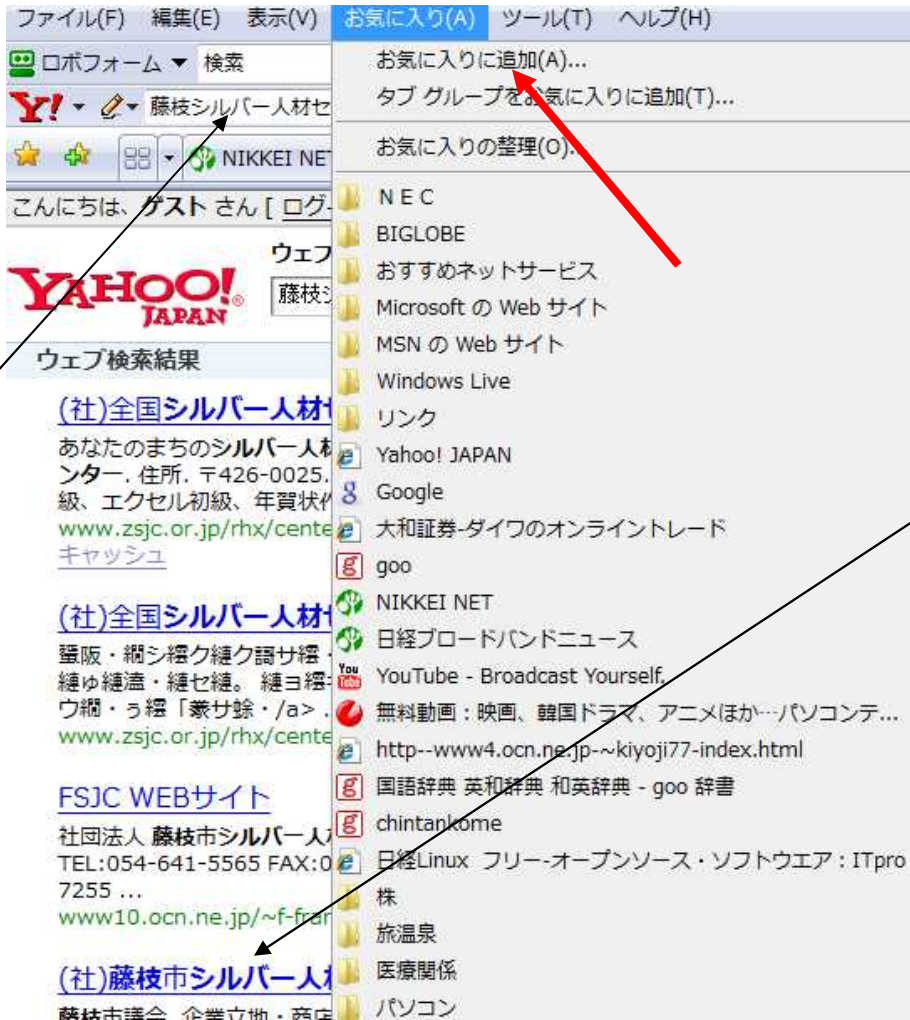 ファイル(F) 編集(E) 表示(V) お気に入り(A) ツール(T) ヘルプ(H)
ロボフォーム ▼ 検索
Y! 藤枝シルバー人材セ
NIKKEI NE
こんにちは、ゲスト さん [ ログ
YAHOO! JAPAN
ウェブ
藤枝シ
ウェブ検索結果
(社)全国シルバー人材
あなたのまちのシルバー人材
ンター. 住所. 〒426-0025.
級、エクセル初級、年賀状
www.zsjc.or.jp/rhx/cente
キャッシュ
(社)全国シルバー人材
www.zsjc.or.jp/rhx/cente
FSJC WEBサイト
社団法人 藤枝市シルバー人
TEL:054-641-5565 FAX:0
7255 ...
www10.ocn.ne.jp/~f-fran
(社)藤枝市シルバー人
藤枝市議会 企業立地・商店
お気に入りに追加(A)...
タブ グループをお気に入りに追加(T)...
お気に入りの整理(O)...
ＮＥＣ
BIGLOBE
おすすめネットサービス
Microsoft の Web サイト
MSN の Web サイト
Windows Live
リンク
Yahoo! JAPAN
Google
大和証券-ダイワのオンライントレード
goo
NIKKEI NET
日経ブロードバンドニュース
YouTube - Broadcast Yourself.
無料動画：映画、韓国ドラマ、アニメほか…パソコンテ...
http--www4.ocn.ne.jp-~kiyoji77-index.html
国語辞典 英和辞典 和英辞典 - goo 辞書
chintankome
日経Linux フリー-オープンソース・ソフトウエア：ITpro
株
旅温泉
医療関係
パソコン